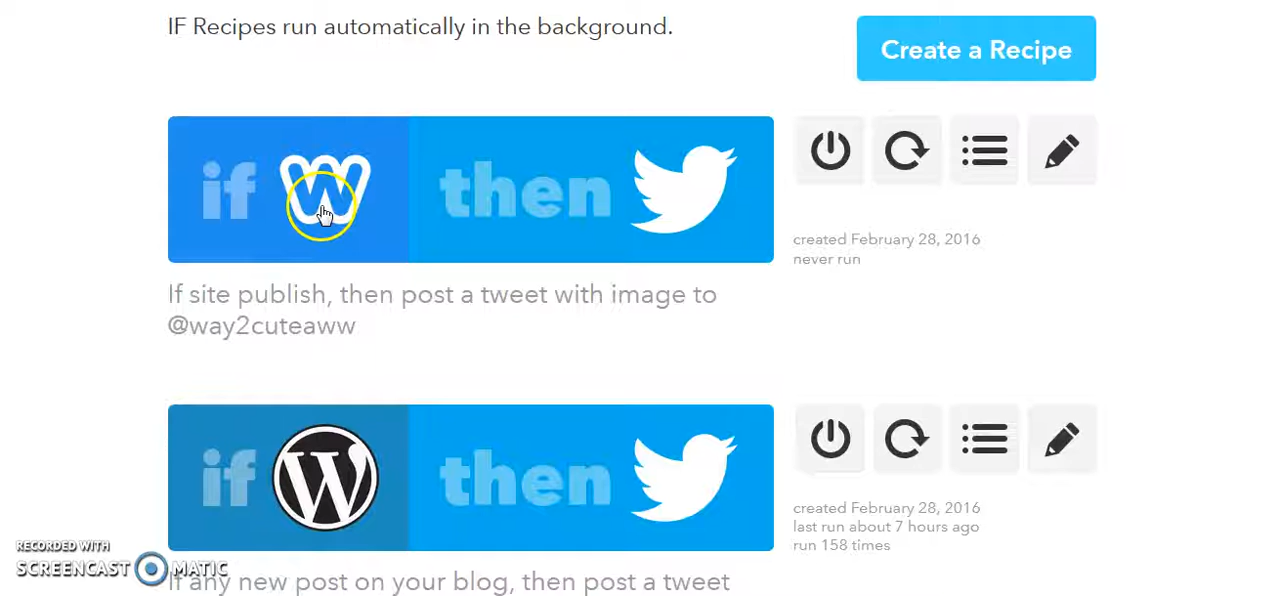 IF Recipes run automatically in the background.
Create a Recipe
if W then
created February 28, 2016
never run
If site publish, then post a tweet with image to
@way2cuteaww
if W then
created February 28, 2016
last run about 7 hours ago
run 158 times
RECORDED WITH
SCREENCAST MATIC
If any new post on your blog, then post a tweet